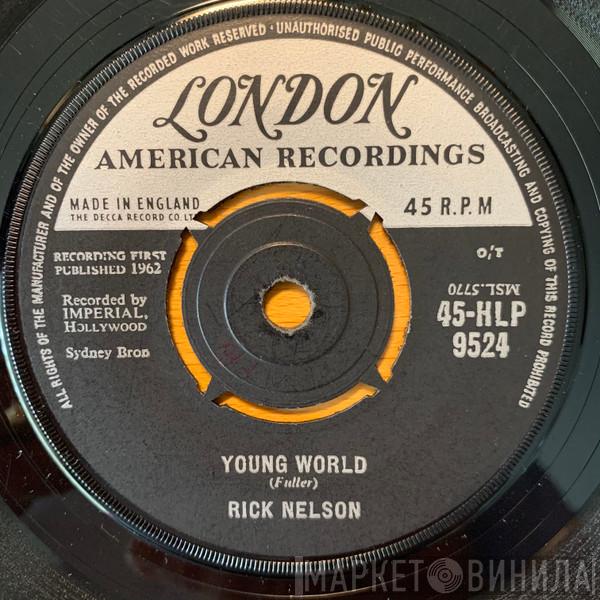 ALL RIGHTS OF THE MANUFACTURER AND OF THE OWNER OF THE RECORDED WORK RESERVED · UNAUTHORISED PUBLIC PERFORMANCE BROADCASTING AND COPYING OF THIS RECORD PROHIBITED
LONDON
AMERICAN RECORDINGS
MADE IN ENGLAND
THE DECCA RECORD CO. LT
45 R.P.M
RECORDING FIRST
PUBLISHED 1962
O/T
Recorded by
IMPERIAL,
HOLLYWOOD
MSL.5770
45-HLP
9524
Sydney Bron
YOUNG WORLD
(Fuller)
RICK NELSON
МАРКЕТ ВИНИЛА